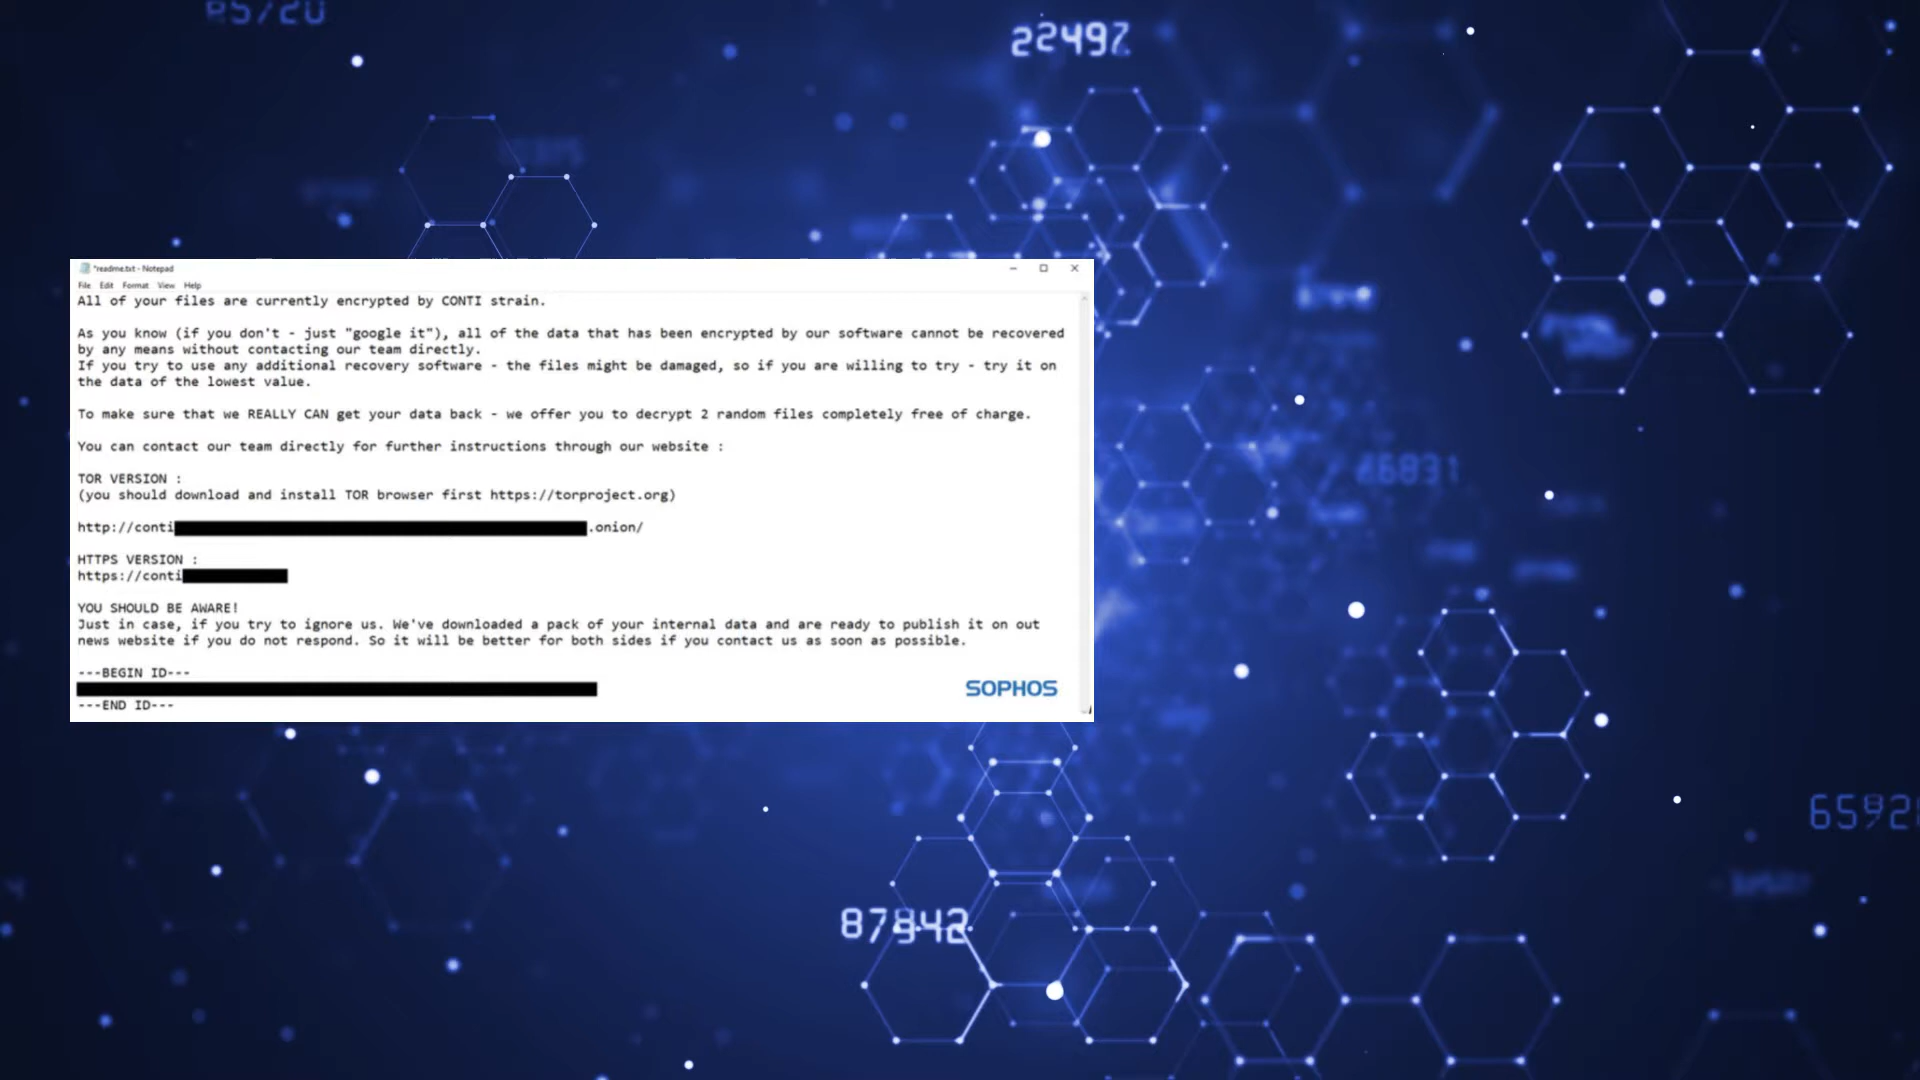 22497
*readme.txt - Notepad
File Edit Format View Help
All of your files are currently encrypted by CONTI strain.
As you know (if you don't - just "google it"), all of the data that has been encrypted by our software cannot be recovered
by any means without contacting our team directly.
If you try to use any additional recovery software - the files might be damaged, so if you are willing to try - try it on
the data of the lowest value.
To make sure that we REALLY CAN get your data back - we offer you to decrypt 2 random files completely free of charge.
You can contact our team directly for further instructions through our website :
TOR VERSION :
(you should download and install TOR browser first https://torproject.org)
http://conti .onion/
HTTPS VERSION :
https://conti
YOU SHOULD BE AWARE!
Just in case, if you try to ignore us. We've downloaded a pack of your internal data and are ready to publish it on out
news website if you do not respond. So it will be better for both sides if you contact us as soon as possible.
---BEGIN ID---
SOPHOS
---END ID---
87942